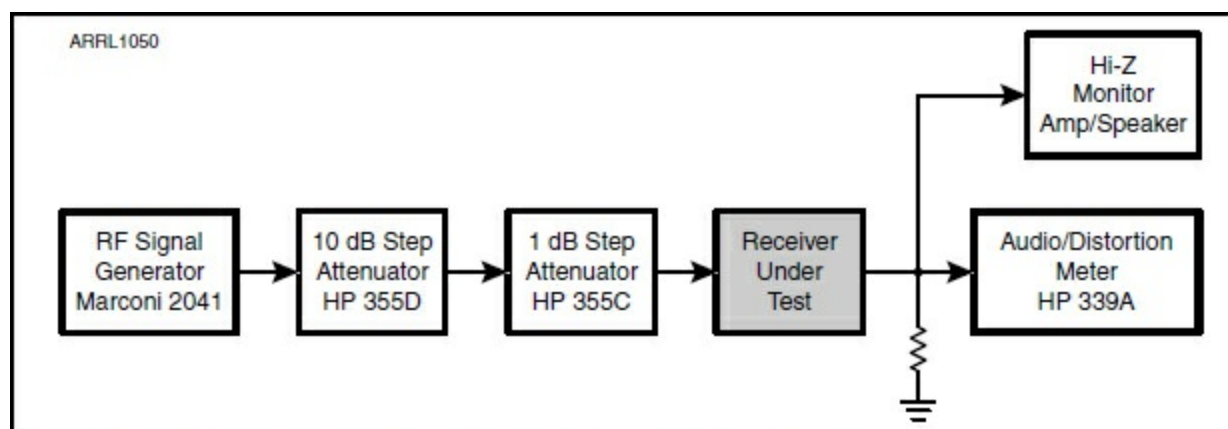 ARRL1050
Hi-Z
Monitor
Amp/Speaker
RF Signal
Generator
Marconi 2041
10 dB Step
Attenuator
HP 355D
1 dB Step
Attenuator
HP 355C
Receiver
Under
Test
Audio/Distortion
Meter
HP 339A